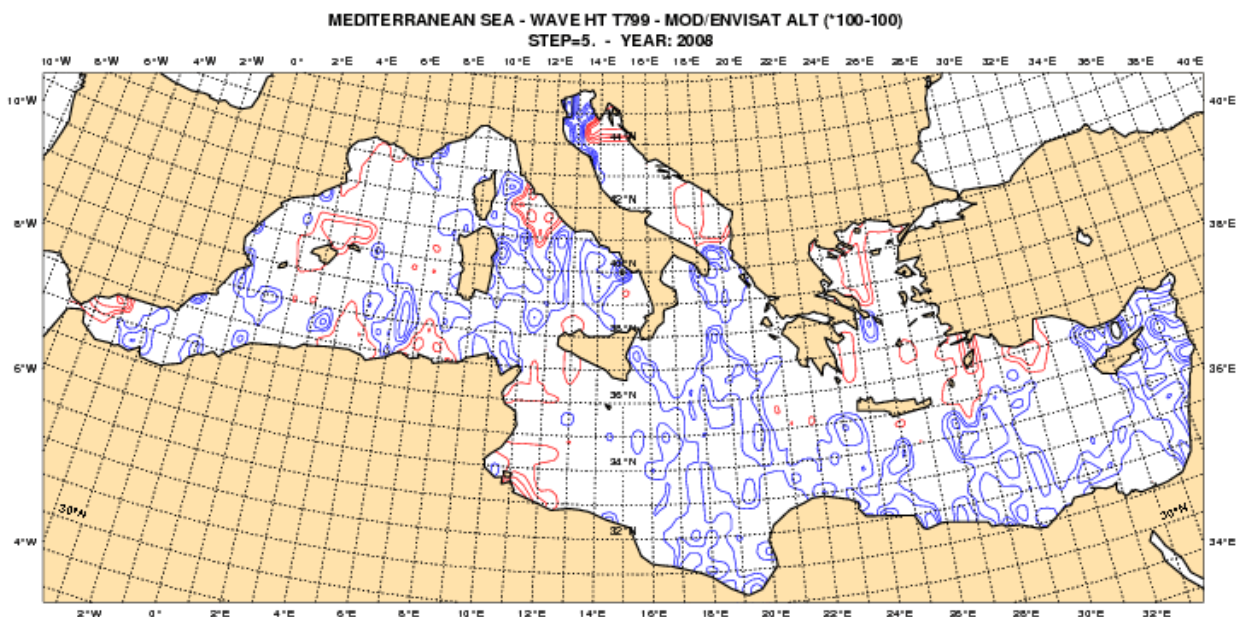 MEDITERRANEAN SEA - WAVE HT T799 - MOD/ENVISAT ALT (*100-100)
STEP=5. - YEAR: 2008
10°W 8°W 6°W 4°W 2°W 0° 2°E 4°E 6°E 8°E 10°E 12°E 14°E 16°E 18°E 20°E 22°E 24°E 26°E 28°E 30°E 32°E 34°E 36°E 38°E 40°E
10°W 40°E
44°N
42°N
8°W 38°E
40°N
38°N
6°W 36°E
36°N
34°N
30°N 30°N
32°N
4°W 34°E
2°W 0° 2°E 4°E 6°E 8°E 10°E 12°E 14°E 16°E 18°E 20°E 22°E 24°E 26°E 28°E 30°E 32°E